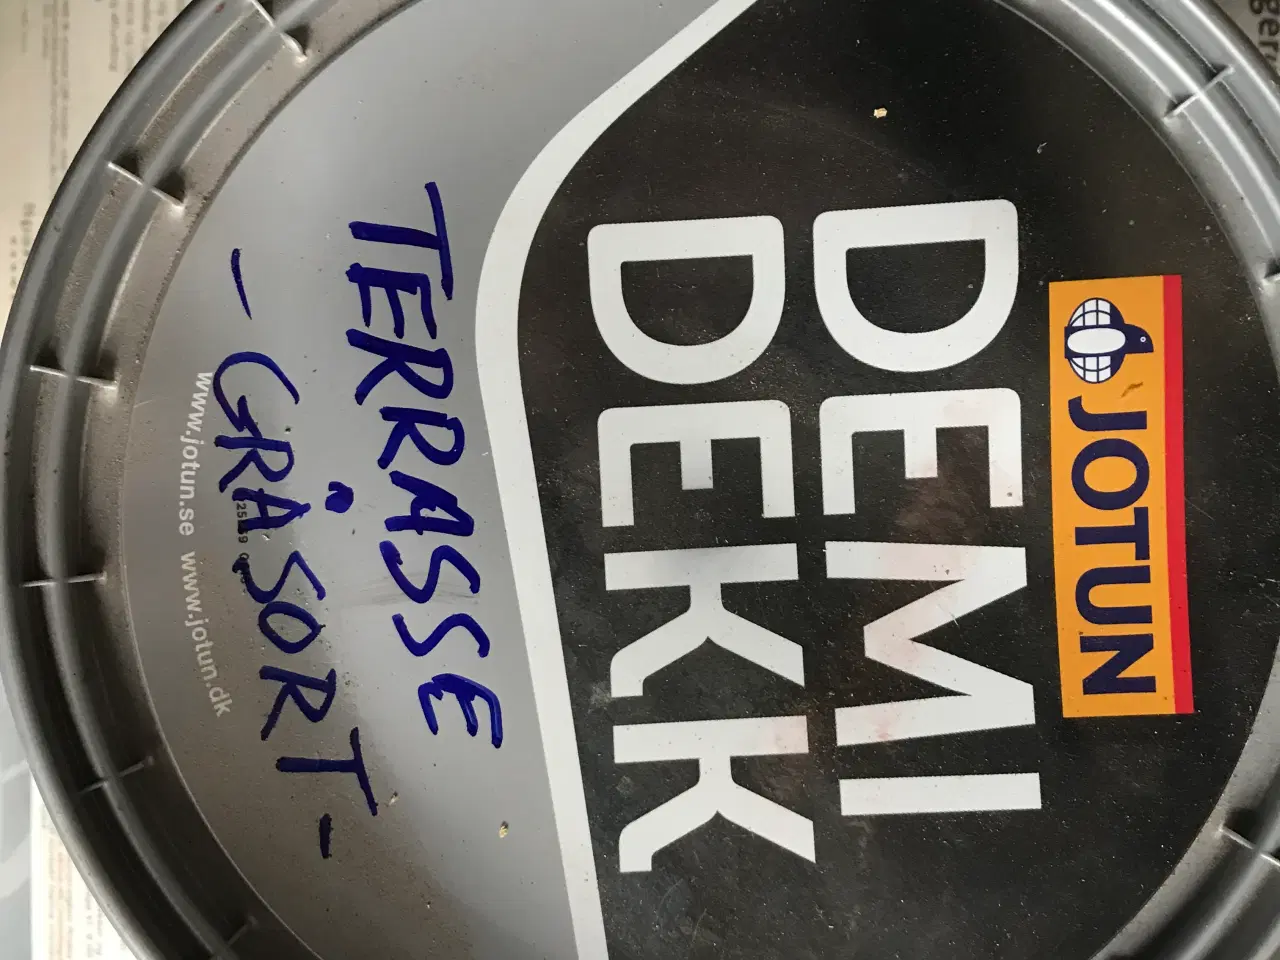 JOTUN
DEMI
DEKK
TERRASSE
- GRÅSORT -
www.jotun.se www.jotun.dk